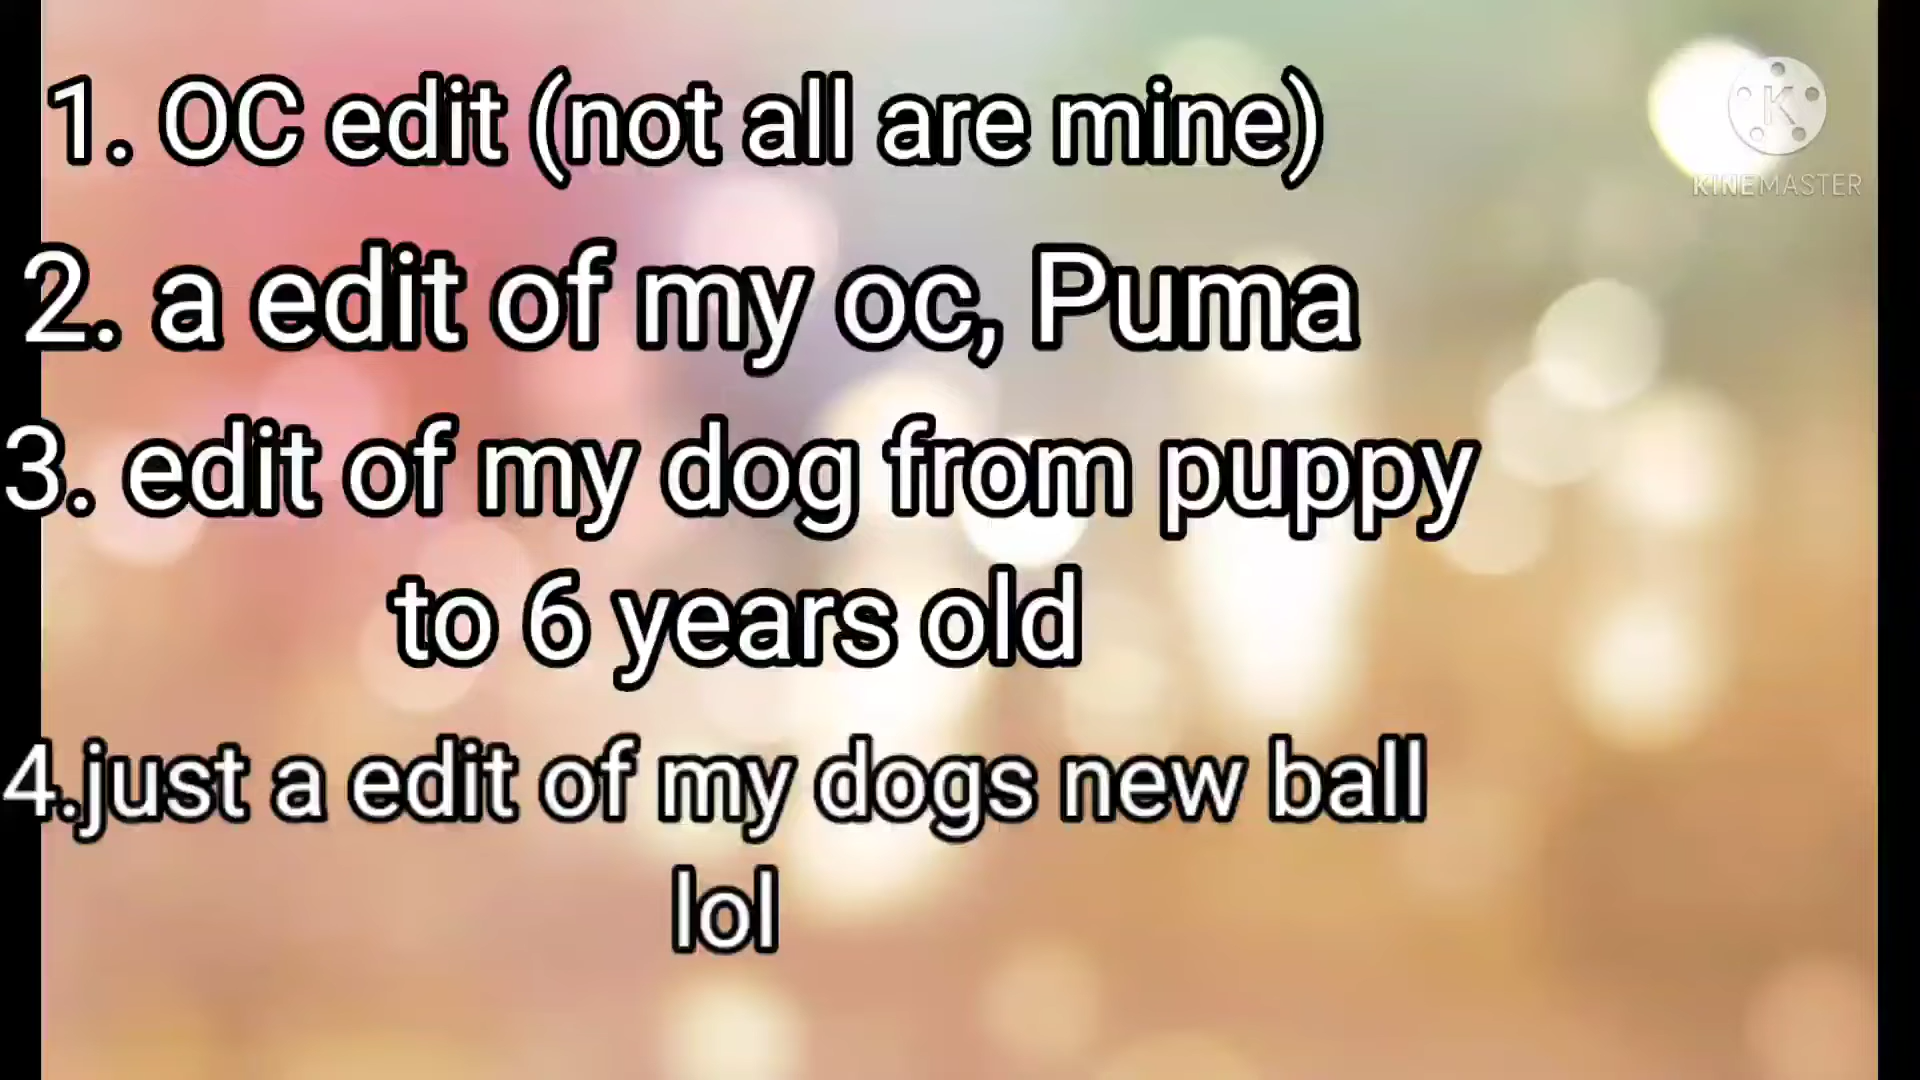 1. OC edit (not all are mine)
KINEMASTER
2. a edit of my oc, Puma
3. edit of my dog from puppy
to 6 years old
4.just a edit of my dogs new ball
lol